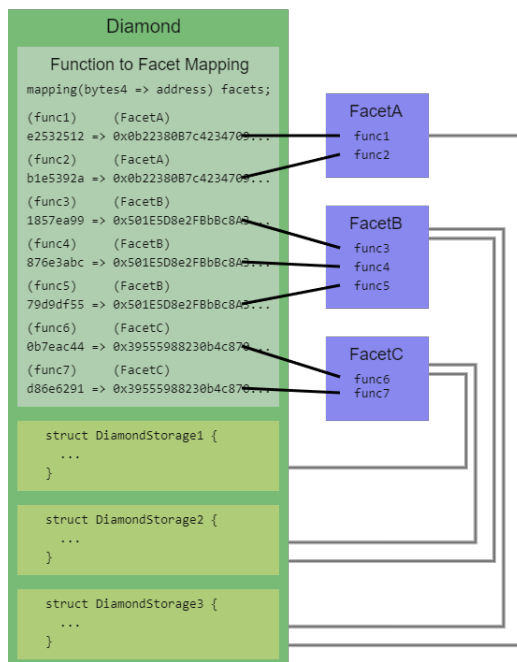 Diamond
Function to Facet Mapping
mapping(bytes4 => address) facets;
(func1) (FacetA)
e2532512 => 0x0b22380B7c4234709...
(func2) (FacetA)
b1e5392a => 0x0b22380B7c4234709...
(func3) (FacetB)
1857ea99 => 0x501E5D8e2FBbBc8A3...
(func4) (FacetB)
876e3abc => 0x501E5D8e2FBbBc8A3...
(func5) (FacetB)
79d9df55 => 0x501E5D8e2FBbBc8A3...
(func6) (FacetC)
0b7eac44 => 0x39555988230b4c870...
(func7) (FacetC)
d86e6291 => 0x39555988230b4c870...
struct DiamondStorage1 {
...
}
struct DiamondStorage2 {
...
}
struct DiamondStorage3 {
...
}
FacetA
func1
func2
FacetB
func3
func4
func5
FacetC
func6
func7